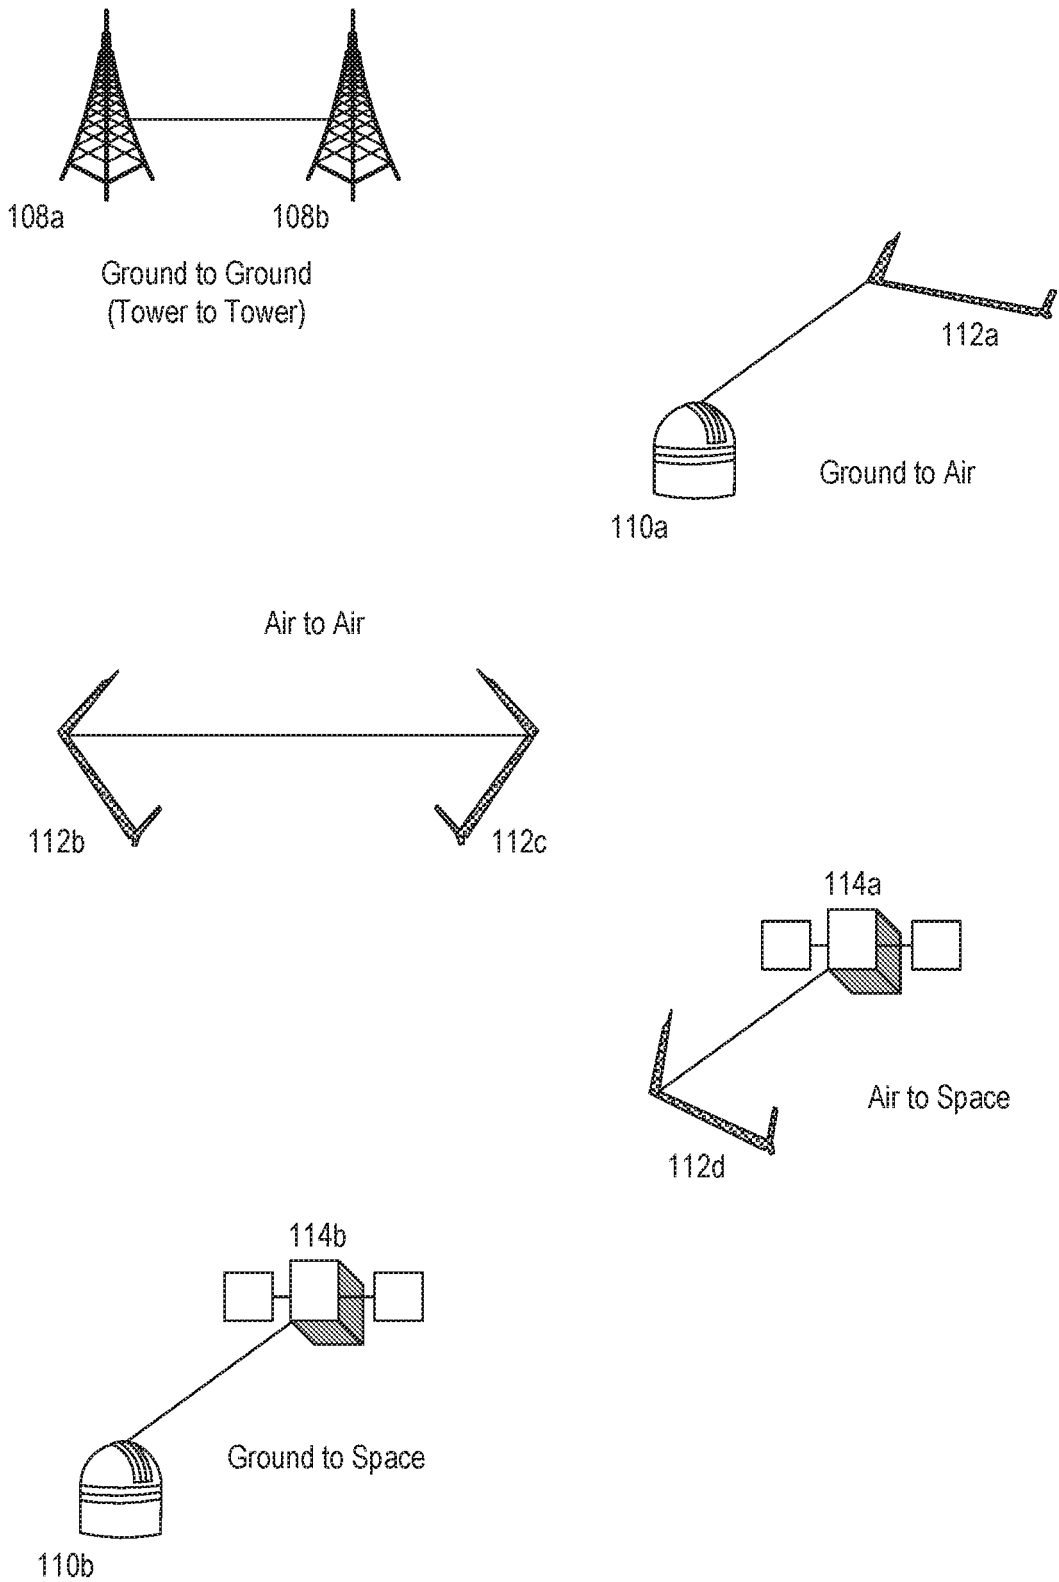 108a
108b
Ground to Ground
(Tower to Tower)
112a
Ground to Air
110a
Air to Air
112b
112c
114a
Air to Space
112d
114b
Ground to Space
110b